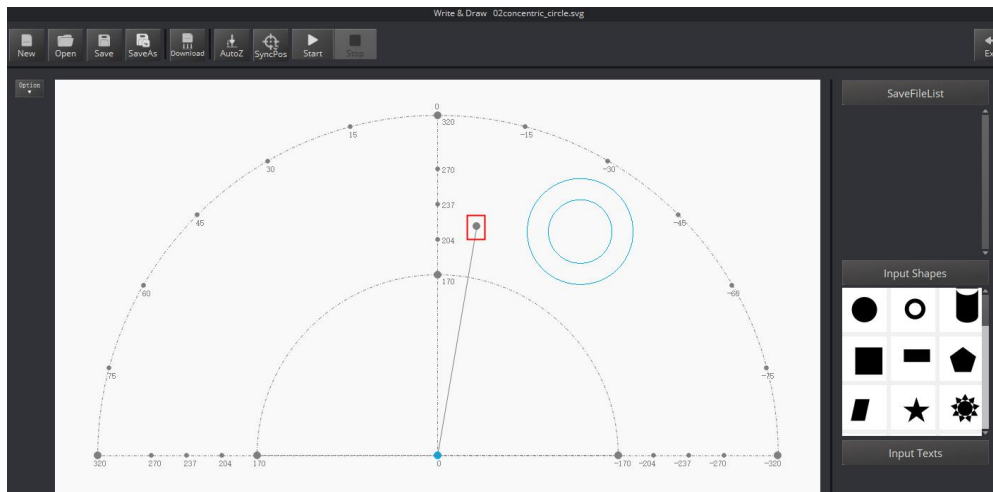 Write & Draw 02concentric_circle.svg
New Open Save SaveAs Download AutoZ SyncPos Start Stop
Option
SaveFileList
0
320
15 -15
30 270 -30
45 237 -45
204
170
60 -60
75 -75
320 270 237 204 170 0 -170 -204 -237 -270 -320
Input Shapes
Input Texts